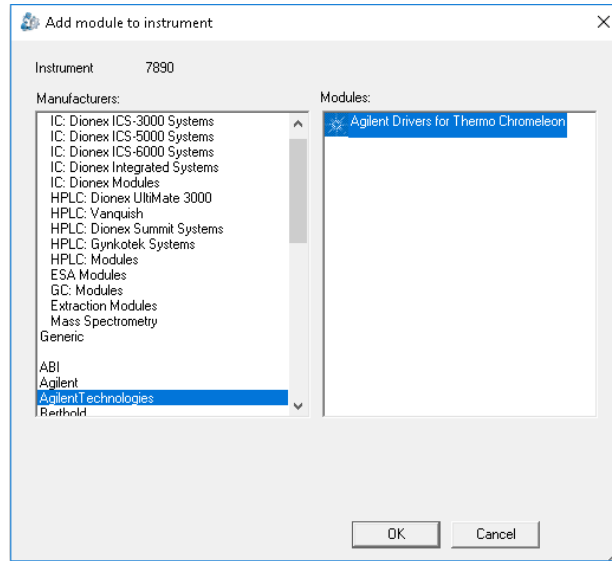 Add module to instrument
Instrument 7890
Manufacturers:
IC: Dionex ICS-3000 Systems
IC: Dionex ICS-5000 Systems
IC: Dionex ICS-6000 Systems
IC: Dionex Integrated Systems
IC: Dionex Modules
HPLC: Dionex UltiMate 3000
HPLC: Vanquish
HPLC: Dionex Summit Systems
HPLC: Gynkotek Systems
HPLC: Modules
ESA Modules
GC: Modules
Extraction Modules
Mass Spectrometry
Generic
ABI
Agilent
AgilentTechnologies
Berthold
Modules:
Agilent Drivers for Thermo Chromeleon
OK Cancel